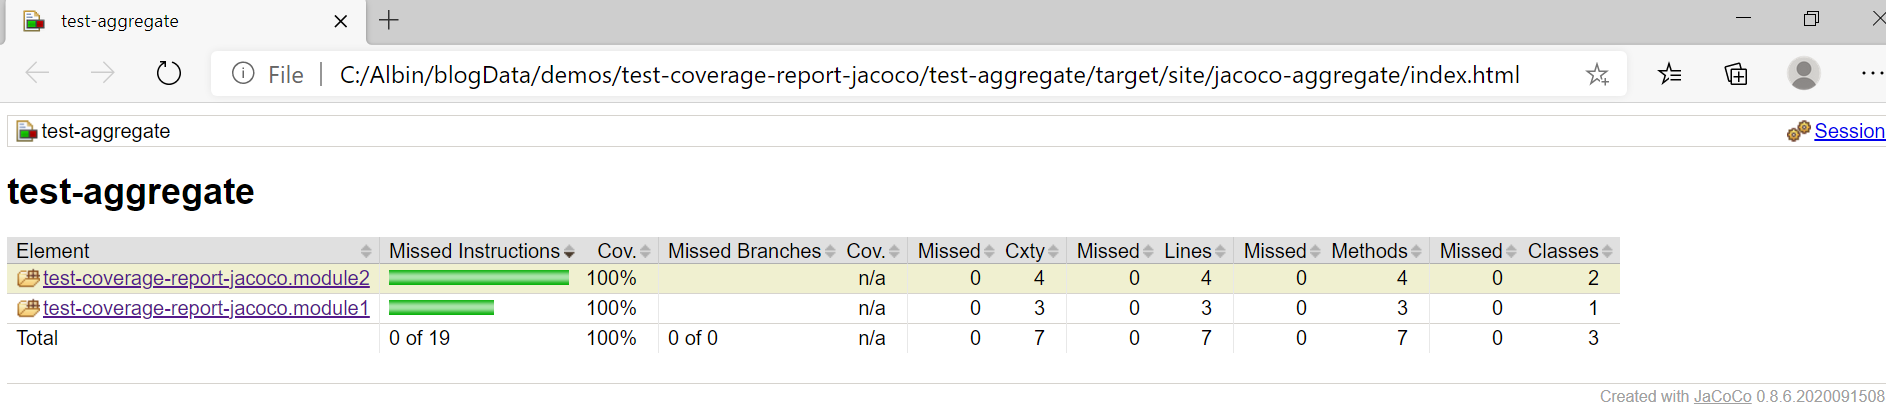 test-aggregate
File | C:/Albin/blogData/demos/test-coverage-report-jacoco/test-aggregate/target/site/jacoco-aggregate/index.html
test-aggregate Session
test-aggregate
Element Missed Instructions Cov. Missed Branches Cov. Missed Cxty Missed Lines Missed Methods Missed Classes
test-coverage-report-jacoco.module2 100% n/a 0 4 0 4 0 4 0 2
test-coverage-report-jacoco.module1 100% n/a 0 3 0 3 0 3 0 1
Total 0 of 19 100% 0 of 0 n/a 0 7 0 7 0 7 0 3
Created with JaCoCo 0.8.6.2020091508